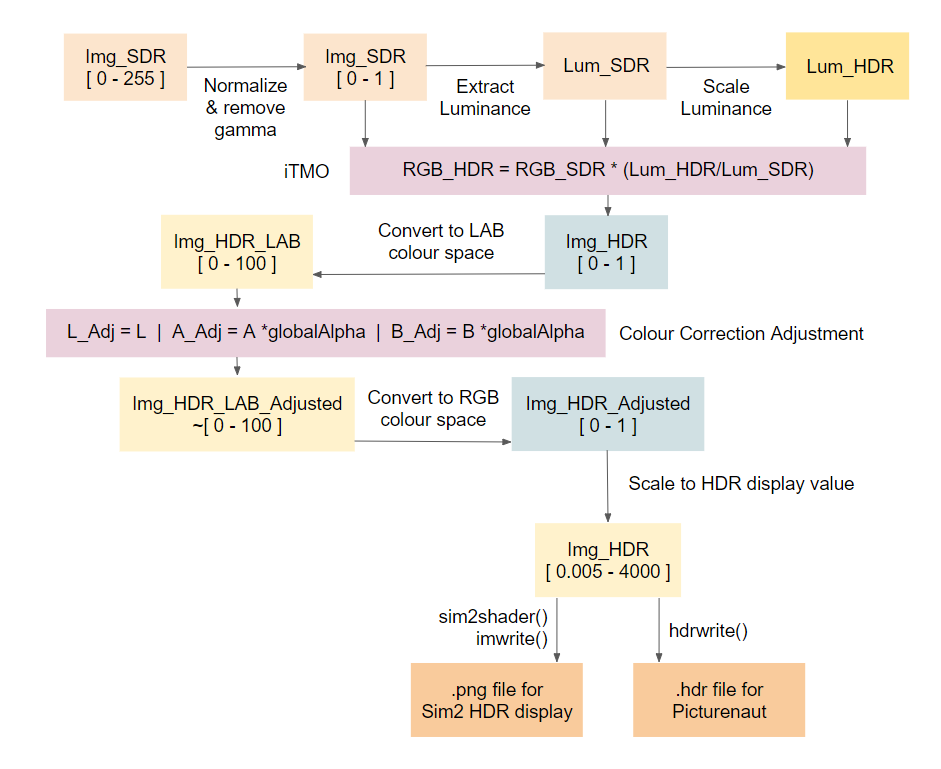 Img_SDR
[ 0 - 255 ]
Normalize
& remove
gamma
Img_SDR
[ 0 - 1 ]
Extract
Luminance
Lum_SDR
Scale
Luminance
Lum_HDR
iTMO
RGB_HDR = RGB_SDR * (Lum_HDR/Lum_SDR)
Img_HDR
[ 0 - 1 ]
Convert to LAB
colour space
Img_HDR_LAB
[ 0 - 100 ]
L_Adj = L | A_Adj = A *globalAlpha | B_Adj = B *globalAlpha
Colour Correction Adjustment
Img_HDR_LAB_Adjusted
~[ 0 - 100 ]
Convert to RGB
colour space
Img_HDR_Adjusted
[ 0 - 1 ]
Scale to HDR display value
Img_HDR
[ 0.005 - 4000 ]
sim2shader()
imwrite()
hdrwrite()
.png file for
Sim2 HDR display
.hdr file for
Picturenaut